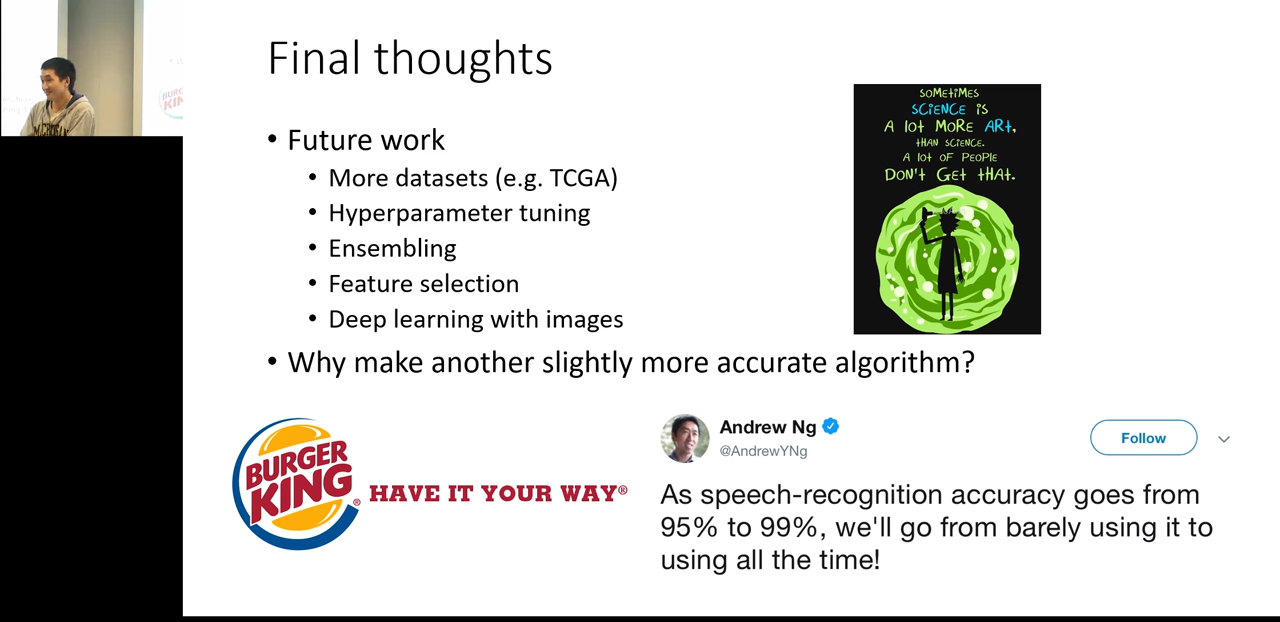 Final thoughts
• Future work
• More datasets (e.g. TCGA)
• Hyperparameter tuning
• Ensembling
• Feature selection
• Deep learning with images
• Why make another slightly more accurate algorithm?
SOMETIMES
SCIENCE IS
A LOT MORE ART,
THAN SCIENCE.
A LOT OF PEOPLE
DON'T GET THAT.
BURGER
KING
®
HAVE IT YOUR WAY®
Andrew Ng
@AndrewYNg
Follow
As speech-recognition accuracy goes from
95% to 99%, we'll go from barely using it to
using all the time!